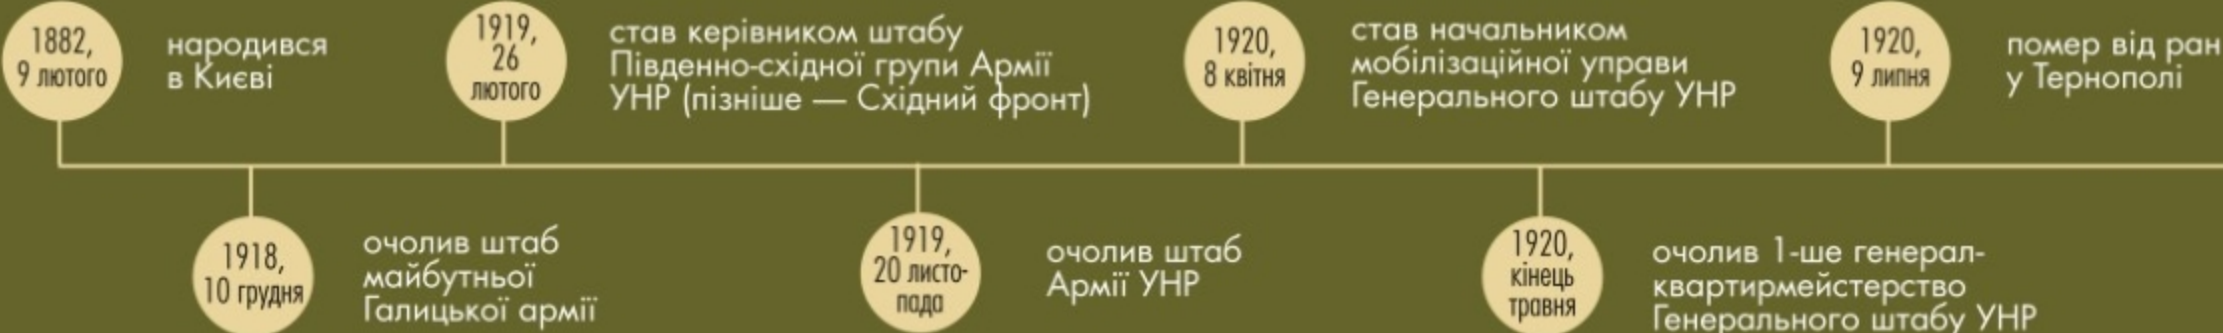 1882,
9 лютого
народився
в Києві
1918,
10 грудня
очолив штаб
майбутньої
Галицької армії
1919,
26
лютого
став керівником штабу
Південно-східної групи Армії
УНР (пізніше — Східний фронт)
1919,
20 листо-
пада
очолив штаб
Армії УНР
1920,
8 квітня
став начальником
мобілізаційної управи
Генерального штабу УНР
1920,
кінець
травня
очолив 1-ше генерал-
квартирмейстерство
Генерального штабу УНР
1920,
9 липня
помер від ран
у Тернополі